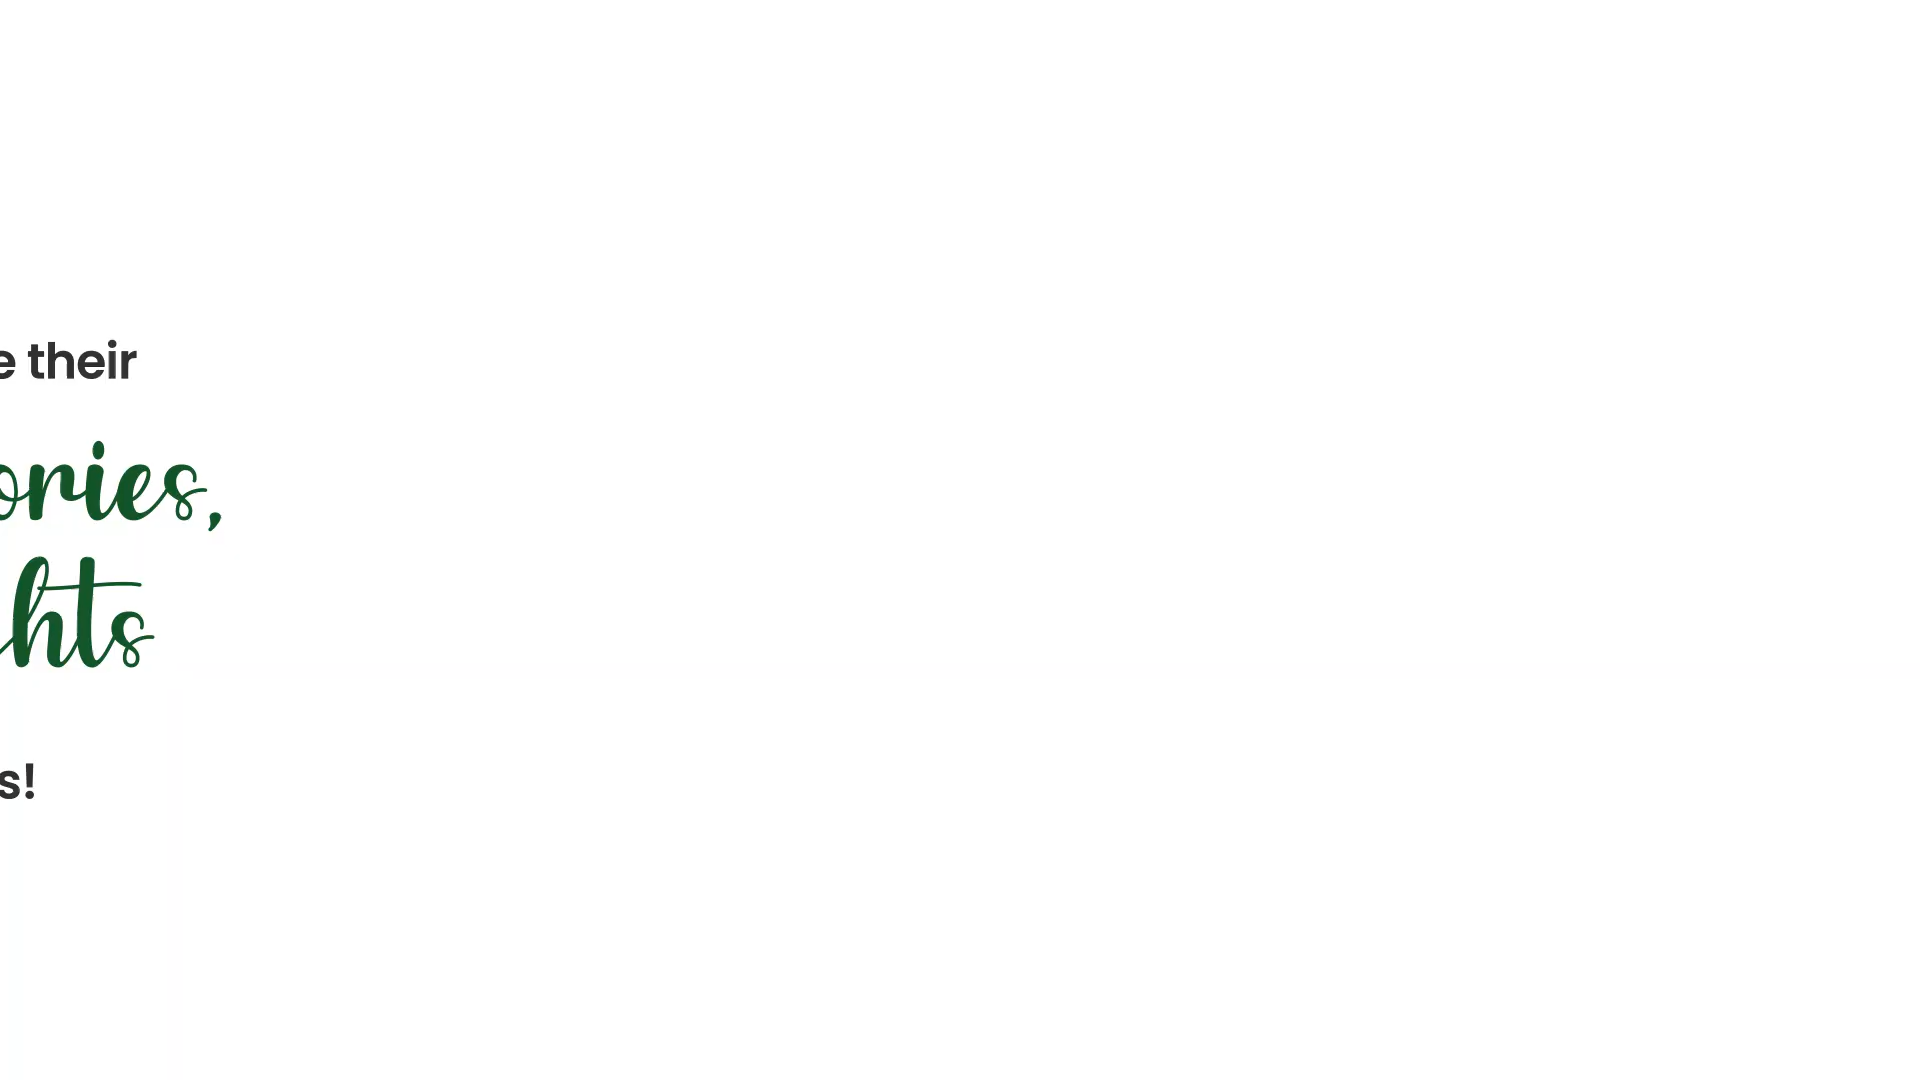 e their
ories,
hts
s!